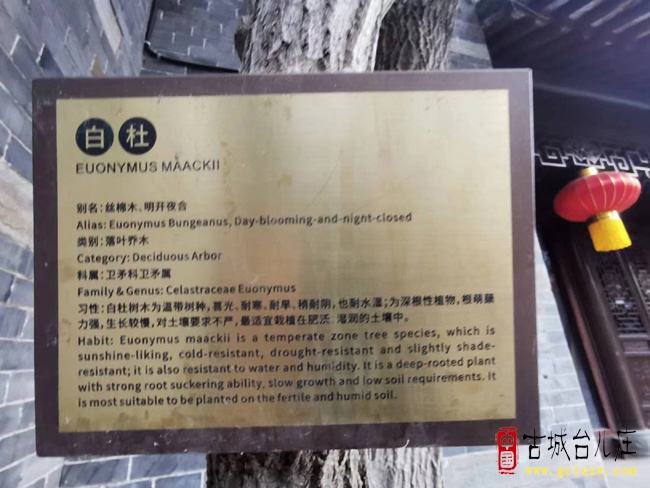 白杜
EUONYMUS MAACKII
别名：丝棉木、明开夜合
Alias: Euonymus Bungeanus, Day-blooming-and-night-closed
类别：落叶乔木
Category: Deciduous Arbor
科属：卫矛科卫矛属
Family & Genus: Celastraceae Euonymus
习性：白杜树木为温带树种，喜光、耐寒、耐旱、稍耐阴，也耐水湿；为深根性植物，根萌蘖
力强，生长较慢，对土壤要求不严，最适宜栽植在肥沃、湿润的土壤中。
Habit: Euonymus maackii is a temperate zone tree species, which is
sunshine-liking, cold-resistant, drought-resistant and slightly shade-
resistant; it is also resistant to water and humidity. It is a deep-rooted plant
with strong root suckering ability, slow growth and low soil requirements. It
is most suitable to be planted on the fertile and humid soil.
中国
古城台儿庄